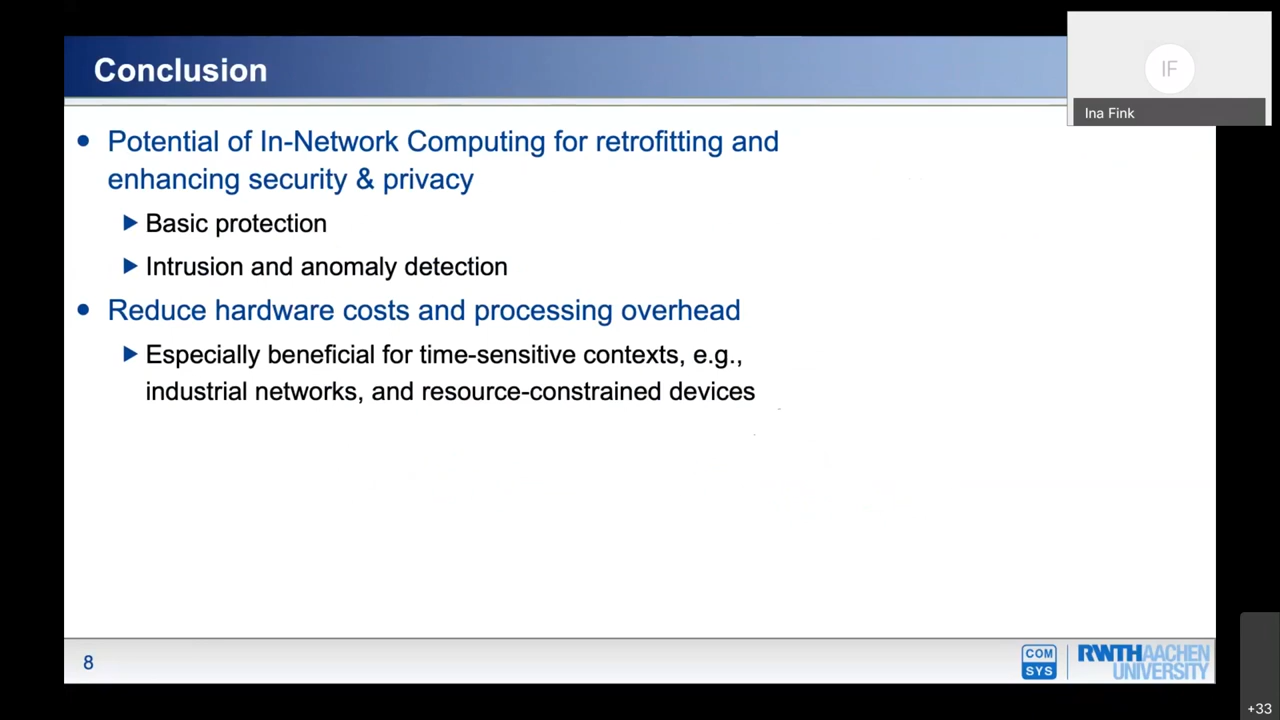 Conclusion
IF
Ina Fink
Potential of In-Network Computing for retrofitting and
enhancing security & privacy
Basic protection
Intrusion and anomaly detection
Reduce hardware costs and processing overhead
Especially beneficial for time-sensitive contexts, e.g.,
industrial networks, and resource-constrained devices
8
COM
SYS
RWTHAACHEN
UNIVERSITY
+33